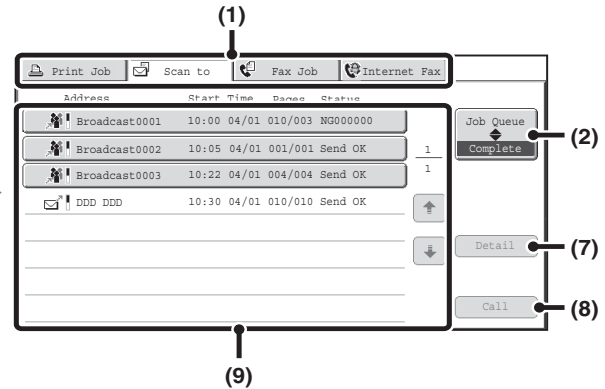 (1)
Print Job Scan to Fax Job Internet Fax
Address Start Time Pages Status
Broadcast0001 10:00 04/01 010/003 NG000000
Job Queue
Complete
(2)
Broadcast0002 10:05 04/01 001/001 Send OK
1
1
Broadcast0003 10:22 04/01 004/004 Send OK
DDD DDD 10:30 04/01 010/010 Send OK
Detail
(7)
Call
(8)
(9)